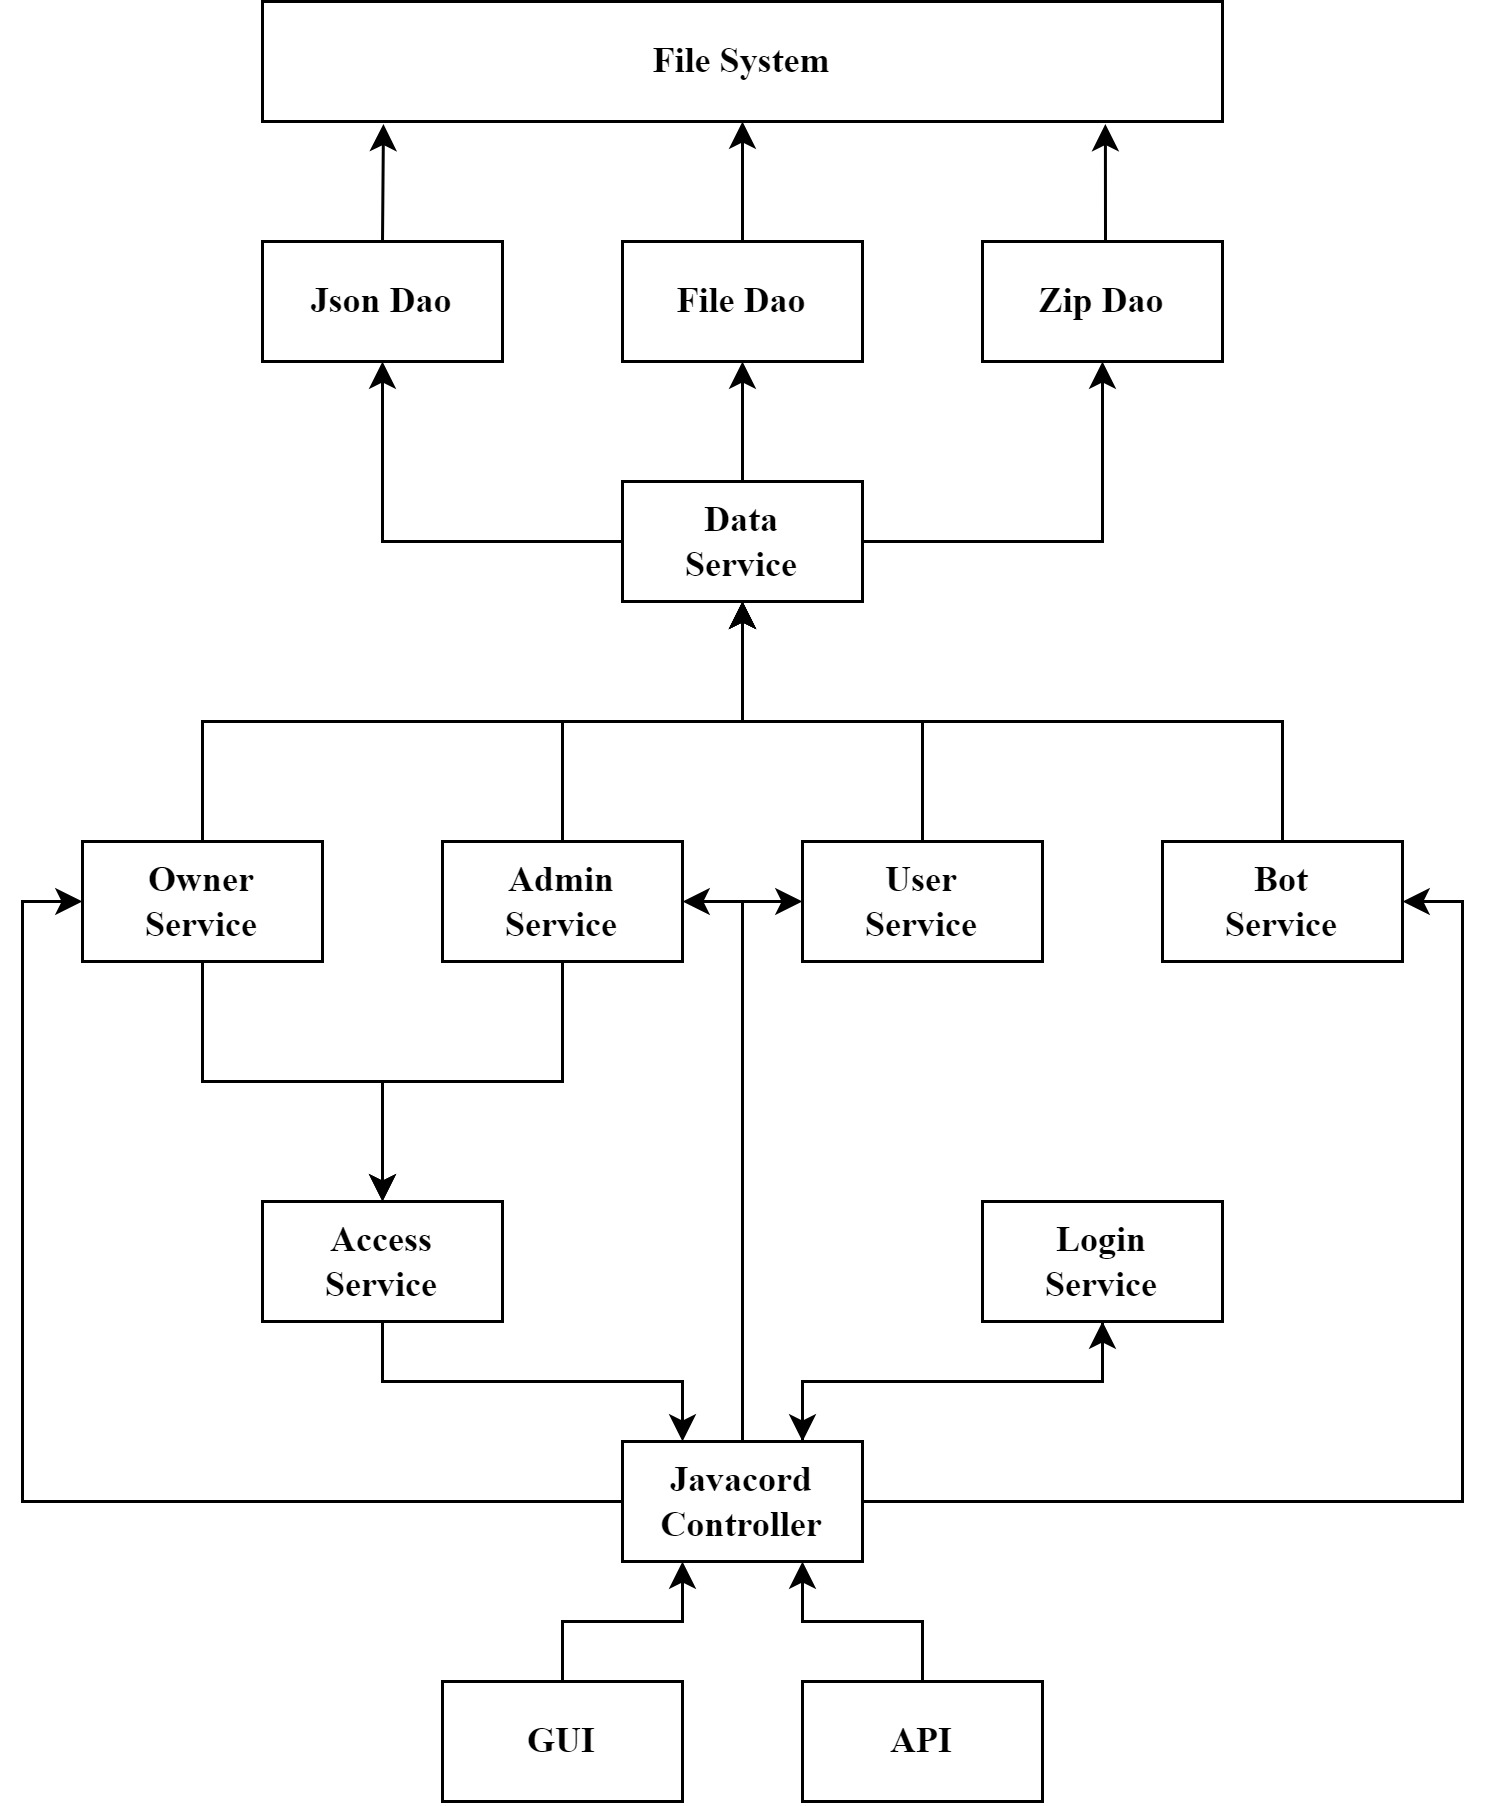 File System
Json Dao
File Dao
Zip Dao
Data
Service
Owner
Service
Admin
Service
User
Service
Bot
Service
Access
Service
Login
Service
Javacord
Controller
GUI
API